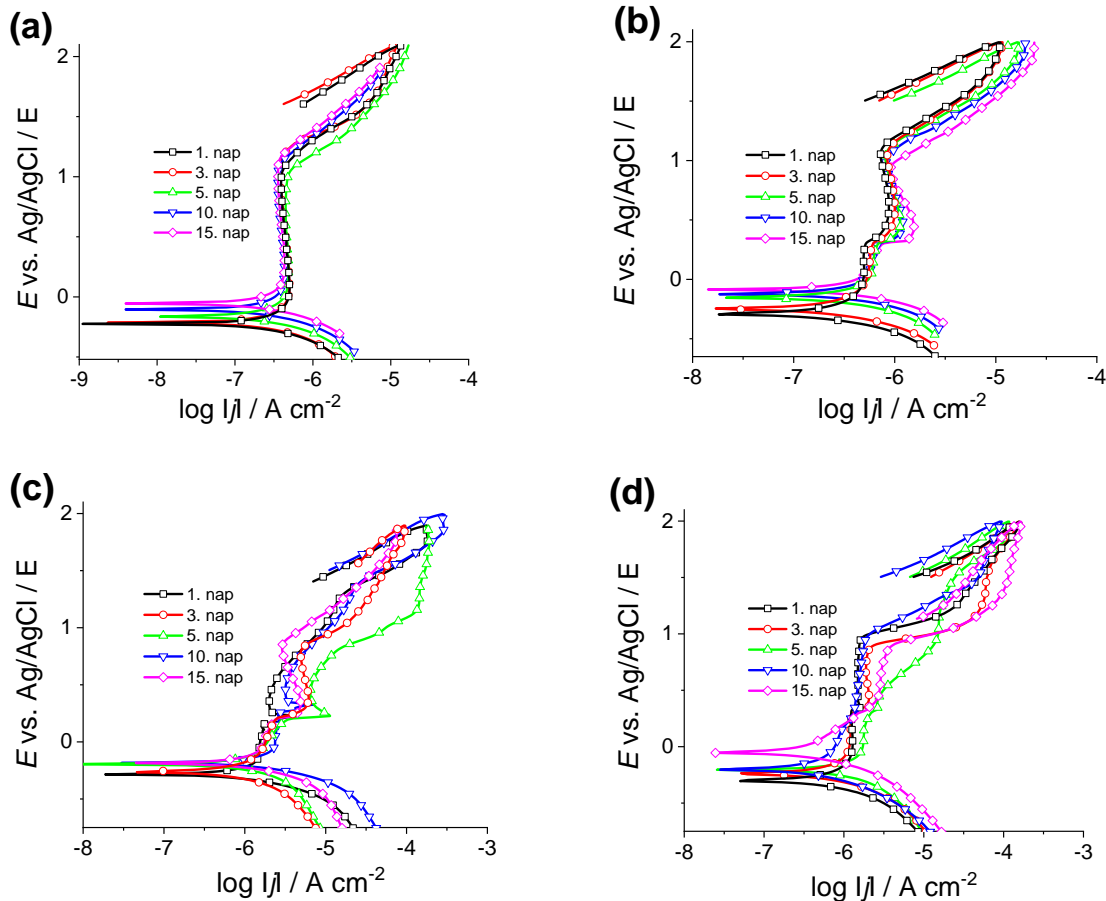 (a)
2
1
0
-9
-8
-7
-6
-5
-4
E vs. Ag/AgCl / E
log IjI / A cm-2
1. nap
3. nap
5. nap
10. nap
15. nap
(b)
2
1
0
-8
-7
-6
-5
-4
E vs. Ag/AgCl / E
log IjI / A cm-2
1. nap
3. nap
5. nap
10. nap
15. nap
(c)
2
1
0
-8
-7
-6
-5
-4
-3
E vs. Ag/AgCl / E
log IjI / A cm-2
1. nap
3. nap
5. nap
10. nap
15. nap
(d)
2
1
0
-8
-7
-6
-5
-4
-3
E vs. Ag/AgCl / E
log IjI / A cm-2
1. nap
3. nap
5. nap
10. nap
15. nap